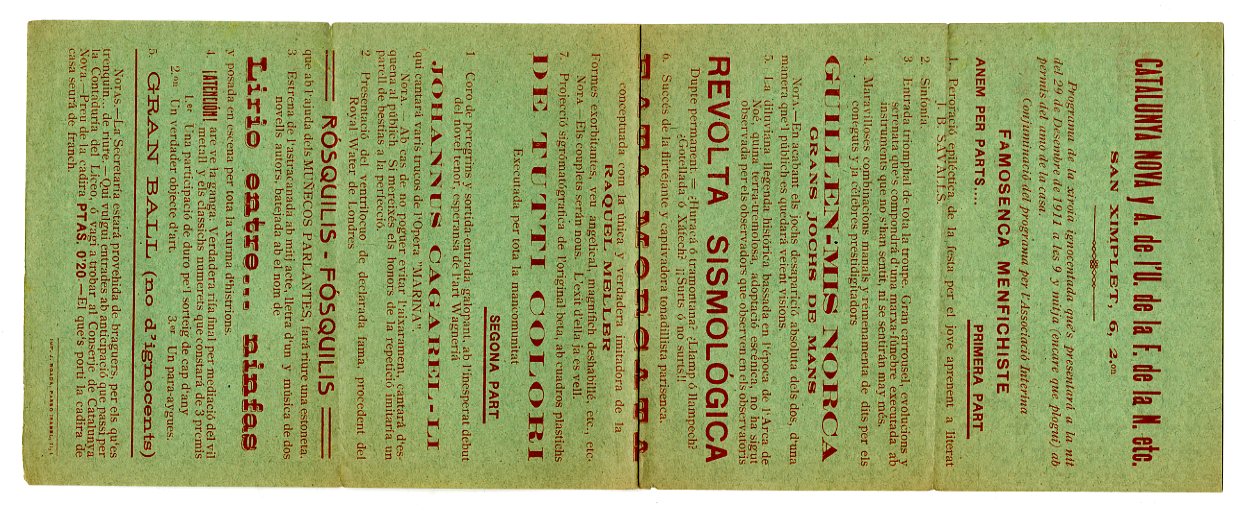 CATALUNYA NOVA y A. de l'U. de la F. de la N. etc.
SAN XIMPLET, 6, 2.on
Programa de la xiroia ignocentada que's presentará a la nit
del 29 de Desembre de 1911 a les 9 y mitja (encare que plogui) ab
permis del amo de la casa.
Conjuminació del programa per l'Associació Interina
FAMOSENCA MENFICHISTE
ANEM PER PARTS.... PRIMERA PART
1. Peroració epiléctica de la festa per el jove aprenent a literat
J. B. SAVALLS.
2. Sinfonía.
3. Entrada triomphal de tota la troupe. Gran carrousel, evolucions y
serenata que's compondrá d'una marxa-fúnebre executada ab
instruments que no s'han sentit, ni se sentirán may més.
4. Maravilloses combinacions manals y remenamenta de dits per els
coneguts y ja célebres prestidigitadors
GUILLEN-MIS NORCA
GRANS JOCHS DE MANS
NOTA.—En acabant els jochs desaparició absoluta dels dos, d'una
manera qne'l públich es quedará veient visions.
5. La diluviana llegenda histórica bassada en l'época de l'Arca de
Noé, quina terra-tremolosa, adoptació escénica, no ha sigut
observada per els observadors que observen en els observatoris
REVOLTA SISMOLÓGICA
Dupte permanent. = ¿Huracá ó tramontana? ¿Llamp ó llampech?
¿Gotellada ó Xáfech? ¡¡Surts ó no surts!!
6. Succés de la flirtejante y captivadora tonadillista parisenca.
FATA MORGATA
conceptuada com la única y verdadera imitadora de la
RAQUEL MELLER
Formes exorbitantes, veu angelical, magnífich deshabillé, etc., etc.
NOTA —Els couplets serán nous. L'exit d'ella ja es vell.
7. Projecció sigrómatógratica de l'original beta, ab cuadros plastichs
DE TUTTI COLORI
Executada per tota la mancomunitat
SEGONA PART
1 Coro de peregrins y sortida-entrada galopant, ab l'inesperat debut
del novel tenor, esperansa de l'art Wagneriá
JOHANNUS CAGAREL-LI
qui cantará varis trucos de l'Opera "MARINA".
NOTA. — Ab cas de no poguer evitar l'aixarament, cantará d'es-
quena al públich. Si mereixés els honors de la repetició imitaría un
parell de bestias a la perfecció.
2. Presentació del ventrilocuo de declarada fama, procedent del
Royal Water de Londres
RÓSQUILIS - FÓSQUILIS
que ab l'ajuda dels MUÑECOS PARLANTES, fará riure una estoneta.
3. Estrena de l'astracanada ab mitj acte, lletra d'un y música de dos
novells autors, batejada ab el nom de
Lirio entre... ninfas
y posada en escena per tota la xurma d'histrions.
4. ¡ATENCIÓN! are ve la ganga: Verdadera rifa final per mediació del vil
metall y els classichs numerets que constará de 3 premis
1.er Una participació de duro pe'l sorteig de cap d'any
2.on Un verdader objecte d'art. 3.er Un para-aygues.
5. GRAN BALL (no d'ignocents)
NOTAS.—La Secretaría estará provehida de braguers, per els qu'es
trenquin... de riure.—Qui vulgui entrades ab anticipació que passi per
la Contaduría del Liceo, ó vagi a trobar al Conserje de Catalunya
Nova.—Preu de la cadira PTAS. 0'20.—El que's porti la cadira de
casa seurá de franch.
IMP. J. ROCA, PASEO ISABEL, II, 1